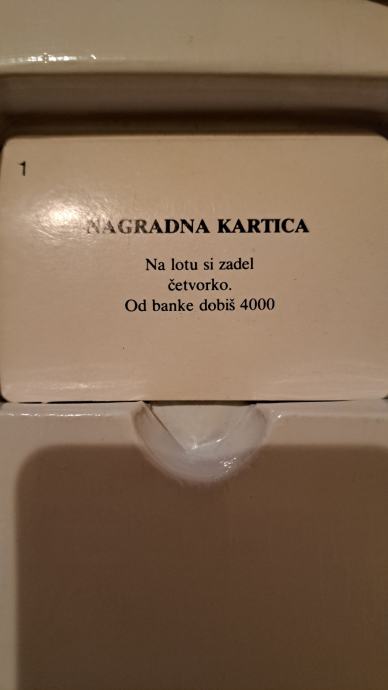 1
NAGRADNA KARTICA
Na lotu si zadel
četvorko.
Od banke dobiš 4000